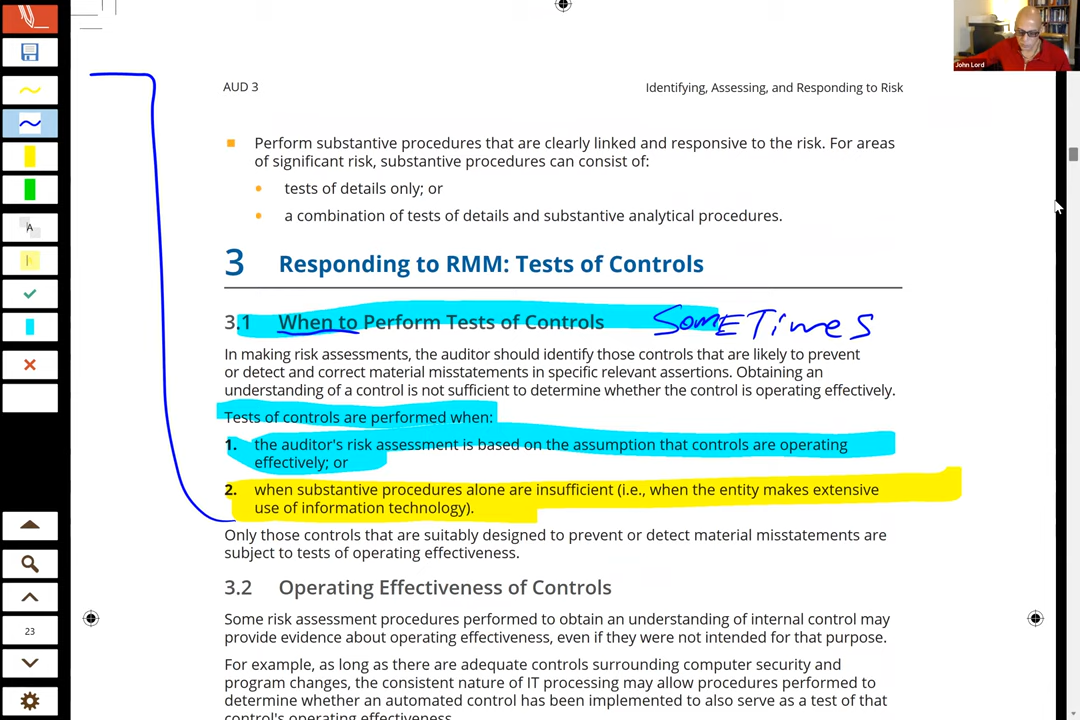 John Lord
AUD 3
Identifying, Assessing, and Responding to Risk
Perform substantive procedures that are clearly linked and responsive to the risk. For areas
of significant risk, substantive procedures can consist of:
tests of details only; or
a combination of tests of details and substantive analytical procedures.
3 Responding to RMM: Tests of Controls
3.1 When to Perform Tests of Controls SOMETimeS
In making risk assessments, the auditor should identify those controls that are likely to prevent
or detect and correct material misstatements in specific relevant assertions. Obtaining an
understanding of a control is not sufficient to determine whether the control is operating effectively.
Tests of controls are performed when:
1. the auditor's risk assessment is based on the assumption that controls are operating
effectively; or
2. when substantive procedures alone are insufficient (i.e., when the entity makes extensive
use of information technology).
Only those controls that are suitably designed to prevent or detect material misstatements are
subject to tests of operating effectiveness.
3.2 Operating Effectiveness of Controls
Some risk assessment procedures performed to obtain an understanding of internal control may
provide evidence about operating effectiveness, even if they were not intended for that purpose.
For example, as long as there are adequate controls surrounding computer security and
program changes, the consistent nature of IT processing may allow procedures performed to
determine whether an automated control has been implemented to also serve as a test of that
control's operating effectiveness.
A
23